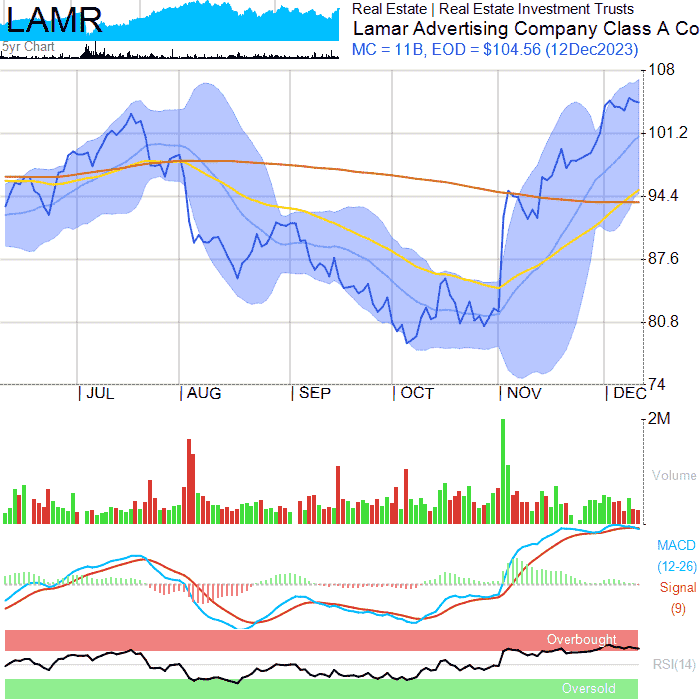 LAMR
5yr Chart
Real Estate | Real Estate Investment Trusts
Lamar Advertising Company Class A Co
MC = 11B, EOD = $104.56 (12Dec2023)
108
101.2
94.4
87.6
80.8
74
JUL AUG SEP OCT NOV DEC
2M
Volume
MACD
(12-26)
Signal
(9)
Overbought
RSI(14)
Oversold